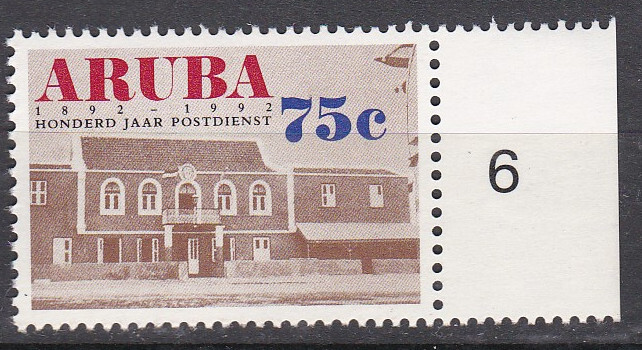 ARUBA
1892-1992
HONDERD JAAR POSTDIENST
75c
6